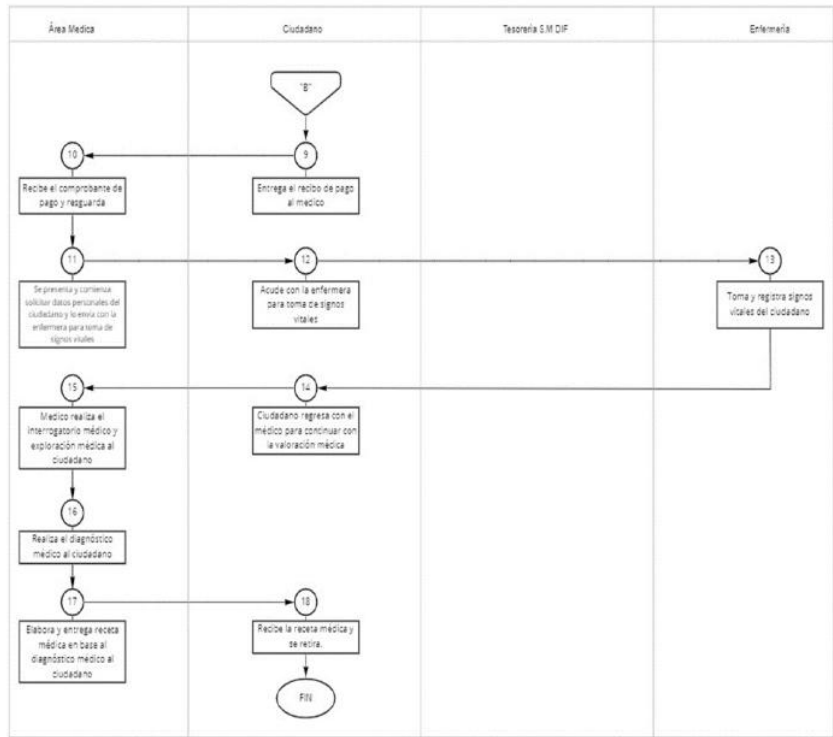 Área Medica
Ciudadano
Tesorería S.M DIF
Enfermería
"B"
10
9
Recibe el comprobante de
pago y resguarda
Entrega el recibo de pago
al medico
11
12
13
Se presenta y comienza
solicitar datos personales del
ciudadano y lo envía con la
enfermera para toma de
signos vitales
Acude con la enfermera
para toma de signos
vitales
Toma y registra signos
vitales del ciudadano
15
14
Medico realiza el
interrogatorio médico y
exploración médica al
ciudadano
Ciudadano regresa con el
médico para continuar con
la valoración médica
16
Realiza el diagnóstico
médico al ciudadano
17
18
Elabora y entrega receta
médica en base al
diagnóstico médico al
ciudadano
Recibe la receta médica y
se retira.
FIN